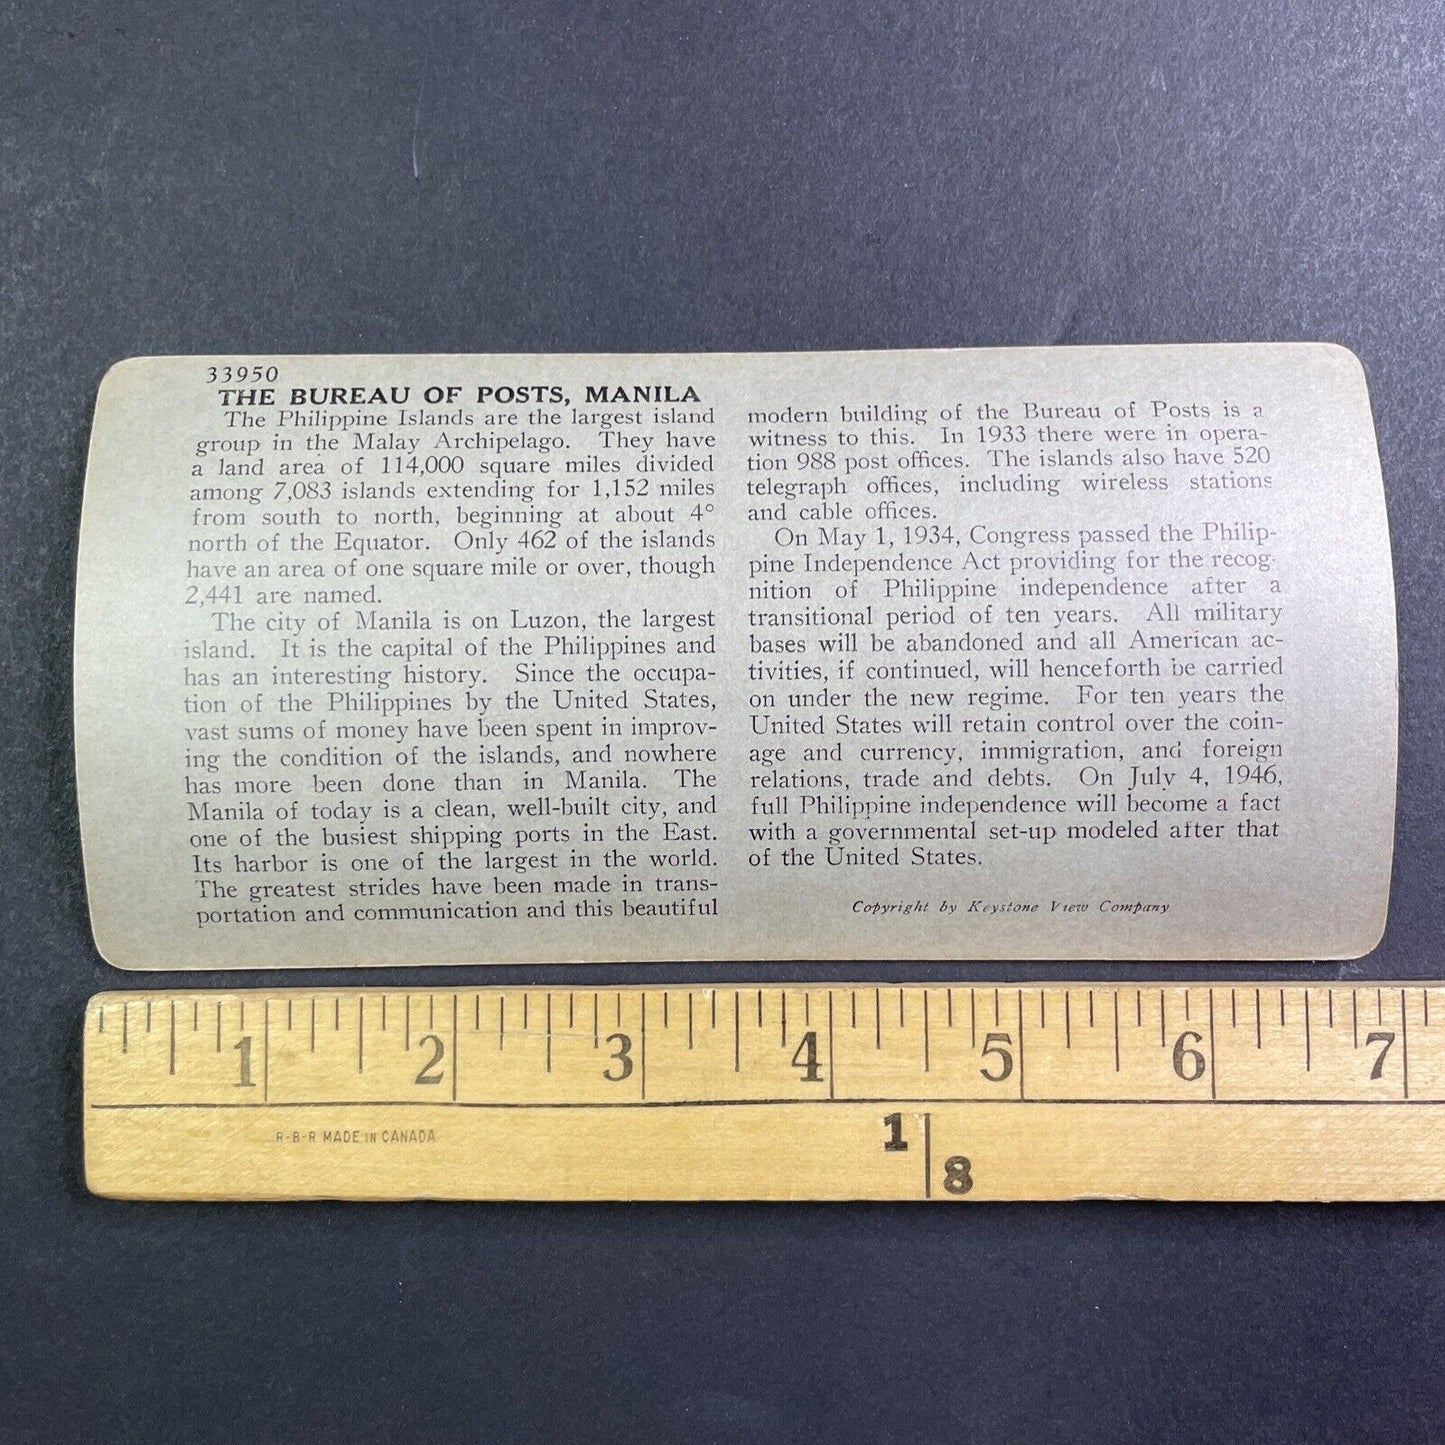 33950
THE BUREAU OF POSTS, MANILA
The Philippine Islands are the largest island
group in the Malay Archipelago. They have
a land area of 114,000 square miles divided
among 7,083 islands extending for 1,152 miles
from south to north, beginning at about 4°
north of the Equator. Only 462 of the islands
have an area of one square mile or over, though
2,441 are named.
The city of Manila is on Luzon, the largest
island. It is the capital of the Philippines and
has an interesting history. Since the occupa-
tion of the Philippines by the United States,
vast sums of money have been spent in improv-
ing the condition of the islands, and nowhere
has more been done than in Manila. The
Manila of today is a clean, well-built city, and
one of the busiest shipping ports in the East.
Its harbor is one of the largest in the world.
The greatest strides have been made in trans-
portation and communication and this beautiful
modern building of the Bureau of Posts is a
witness to this. In 1933 there were in opera-
tion 988 post offices. The islands also have 520
telegraph offices, including wireless stations
and cable offices.
On May 1, 1934, Congress passed the Philip-
pine Independence Act providing for the recog-
nition of Philippine independence after a
transitional period of ten years. All military
bases will be abandoned and all American ac-
tivities, if continued, will henceforth be carried
on under the new regime. For ten years the
United States will retain control over the coin-
age and currency, immigration, and foreign
relations, trade and debts. On July 4, 1946,
full Philippine independence will become a fact
with a governmental set-up modeled after that
of the United States.
Copyright by Keystone View Company
1 2 3 4 5 6 7
R-B-R MADE IN CANADA
1
8